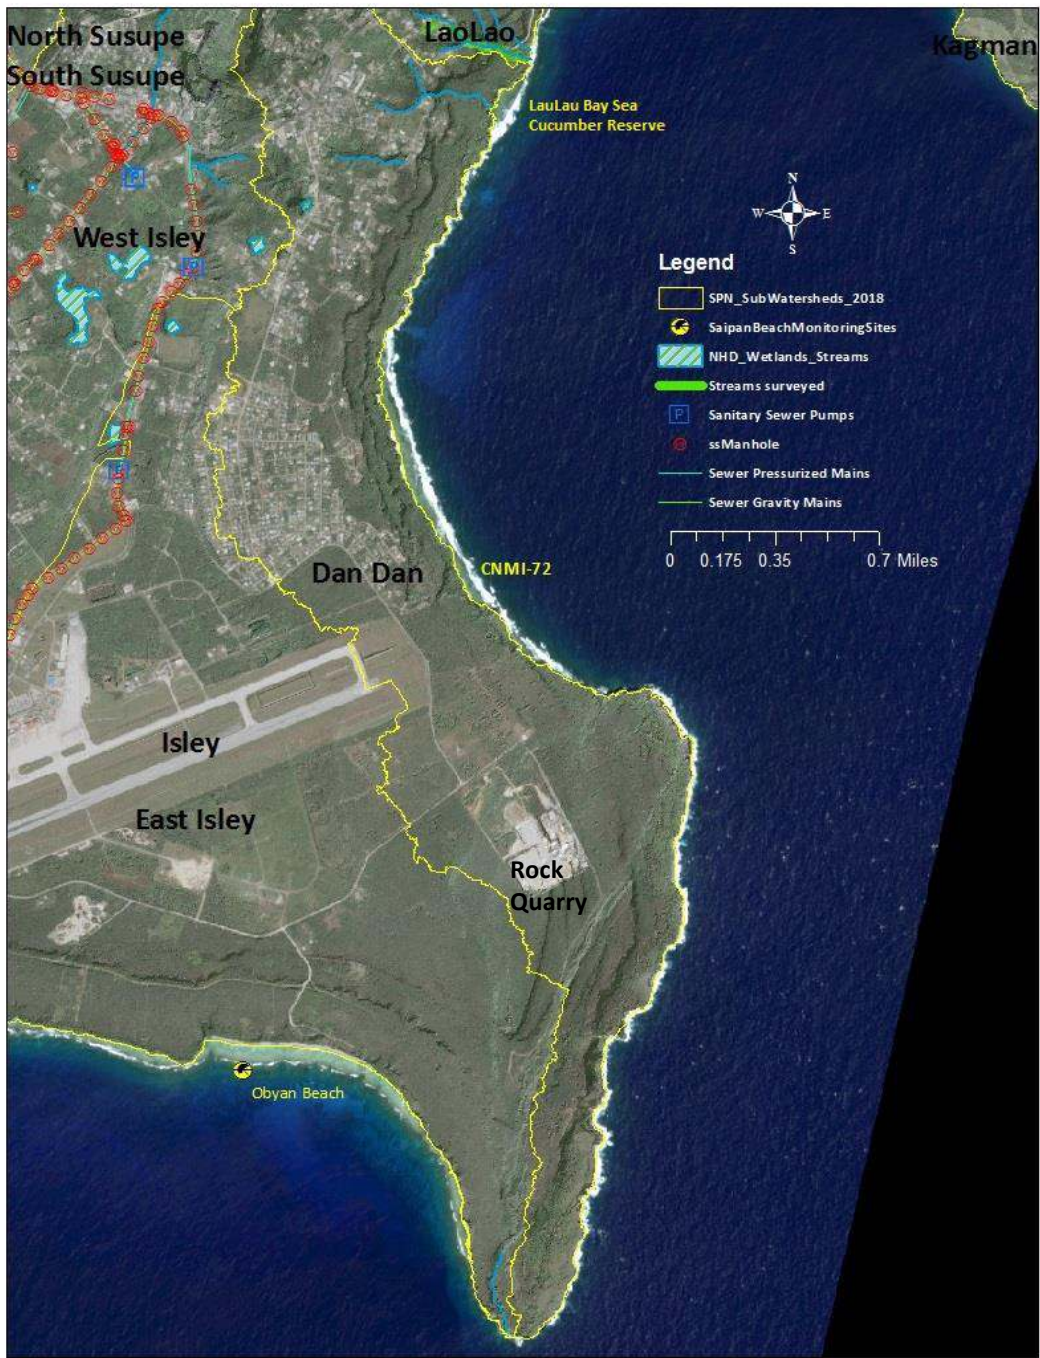 North Susupe
South Susupe
LaoLao
Kagman
LauLau Bay Sea
Cucumber Reserve
N
W
E
S
West Isley
Legend
SPN_SubWatersheds_2018
SaipanBeachMonitoringSites
NHD_Wetlands_Streams
Streams surveyed
P Sanitary Sewer Pumps
ssManhole
Sewer Pressurized Mains
Sewer Gravity Mains
0 0.175 0.35 0.7 Miles
P
P
P
CNMI-72
Dan Dan
Isley
East Isley
Rock
Quarry
Obyan Beach